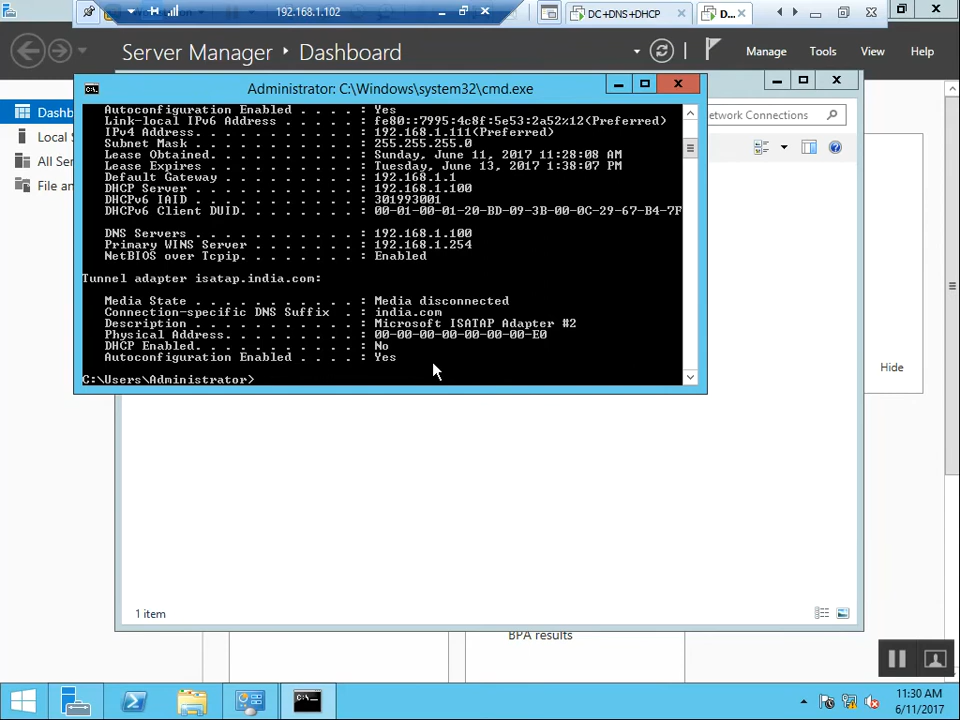 192.168.1.102
DC+DNS+DHCP
D...
Server Manager ▸ Dashboard
Manage Tools View Help
Administrator: C:\Windows\system32\cmd.exe
Autoconfiguration Enabled . . . . : Yes
Link-local IPv6 Address . . . . . : fe80::7995:4c8f:5e53:2a52%12(Preferred)
IPv4 Address. . . . . . . . . . . : 192.168.1.111(Preferred)
Subnet Mask . . . . . . . . . . . : 255.255.255.0
Lease Obtained. . . . . . . . . . : Sunday, June 11, 2017 11:28:08 AM
Lease Expires . . . . . . . . . . : Tuesday, June 13, 2017 1:38:07 PM
Default Gateway . . . . . . . . . : 192.168.1.1
DHCP Server . . . . . . . . . . . : 192.168.1.100
DHCPv6 IAID . . . . . . . . . . . : 301993001
DHCPv6 Client DUID. . . . . . . . : 00-01-00-01-20-BD-09-3B-00-0C-29-67-B4-7F
DNS Servers . . . . . . . . . . . : 192.168.1.100
Primary WINS Server . . . . . . . : 192.168.1.254
NetBIOS over Tcpip. . . . . . . . : Enabled
Tunnel adapter isatap.india.com:
Media State . . . . . . . . . . . : Media disconnected
Connection-specific DNS Suffix  . : india.com
Description . . . . . . . . . . . : Microsoft ISATAP Adapter #2
Physical Address. . . . . . . . . : 00-00-00-00-00-00-00-E0
DHCP Enabled. . . . . . . . . . . : No
Autoconfiguration Enabled . . . . : Yes
C:\Users\Administrator>
Dashb
Local S
All Ser
File an
etwork Connections
Hide
1 item
BPA results
11:30 AM
6/11/2017